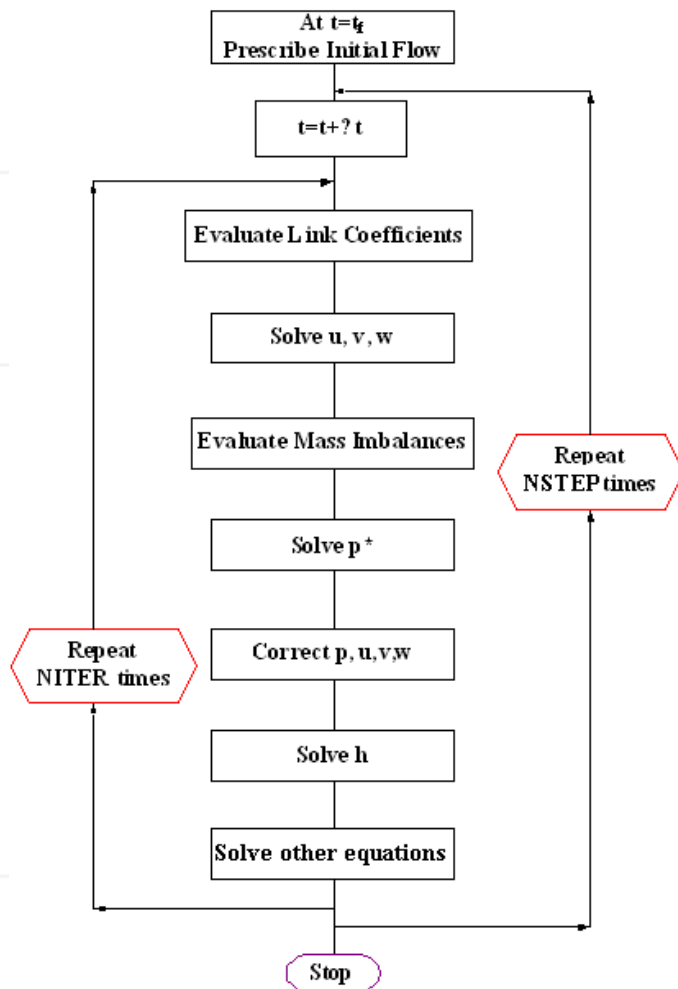 At t=tf
Prescribe Initial Flow
t=t+? t
Evaluate Link Coefficients
Solve u, v, w
Evaluate Mass Imbalances
Repeat
NSTEP times
Solve p*
Repeat
NITER times
Correct p, u,v,w
Solve h
Solve other equations
Stop